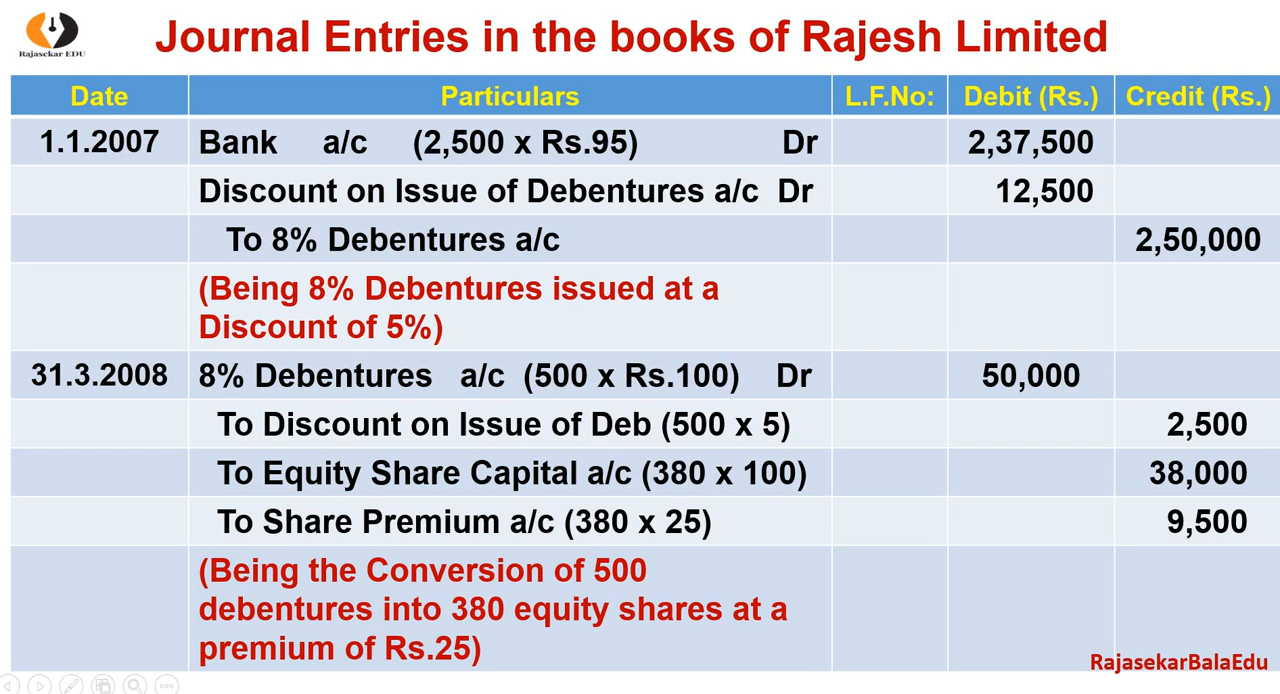 Rajasekar EDU
Journal Entries in the books of Rajesh Limited
Date Particulars L.F.No: Debit (Rs.) Credit (Rs.)
1.1.2007 Bank a/c (2,500 x Rs.95) Dr 2,37,500
Discount on Issue of Debentures a/c Dr 12,500
To 8% Debentures a/c 2,50,000
(Being 8% Debentures issued at a
Discount of 5%)
31.3.2008 8% Debentures a/c (500 x Rs.100) Dr 50,000
To Discount on Issue of Deb (500 x 5) 2,500
To Equity Share Capital a/c (380 x 100) 38,000
To Share Premium a/c (380 x 25) 9,500
(Being the Conversion of 500
debentures into 380 equity shares at a
premium of Rs.25)
RajasekarBalaEdu